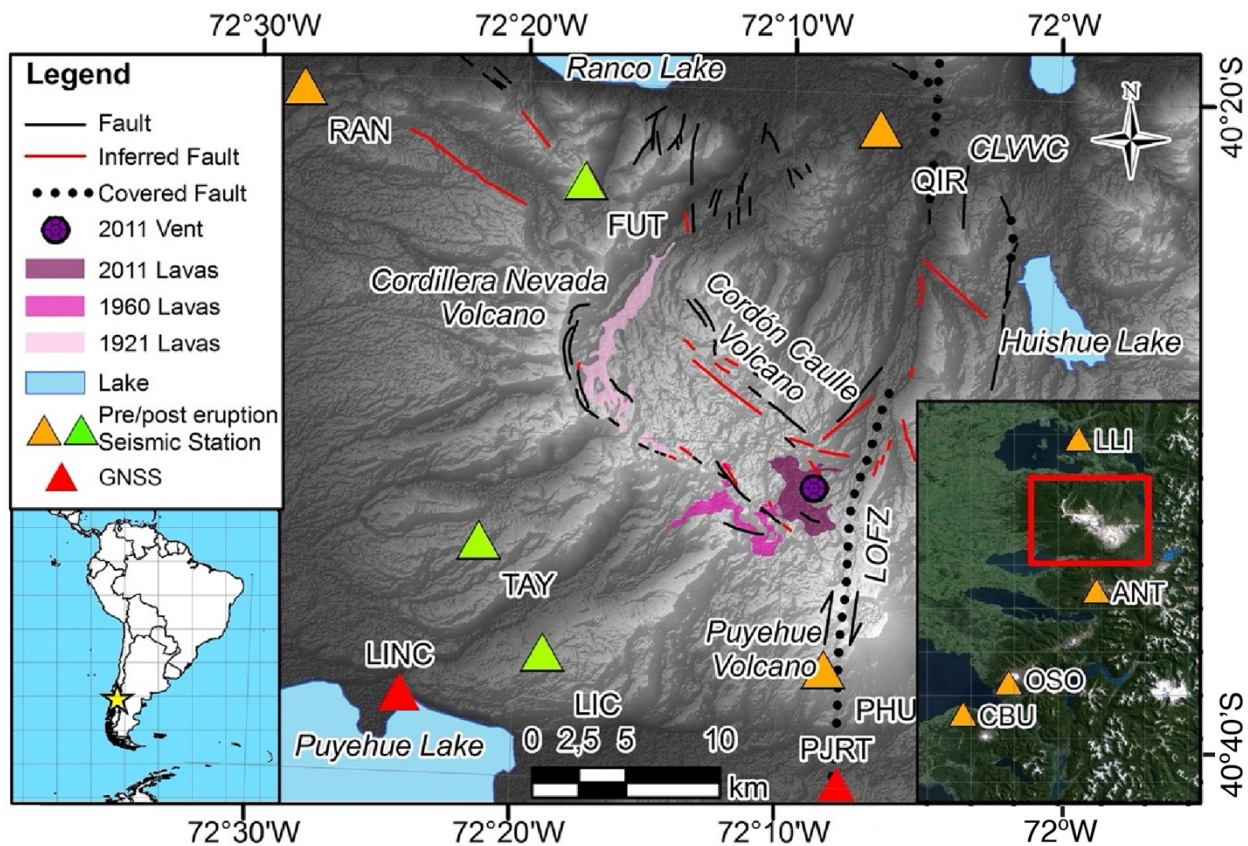 72°30'W
72°20'W
72°10'W
72°W
Legend
Fault
Inferred Fault
Covered Fault
2011 Vent
2011 Lavas
1960 Lavas
1921 Lavas
Lake
Pre/post eruption
Seismic Station
GNSS
Ranco Lake
N
40°20'S
RAN
CLVVC
QIR
FUT
Cordillera Nevada
Volcano
Cordón Caulle
Volcano
Huishue Lake
LLI
LOFZ
TAY
ANT
Puyehue
Volcano
LINC
LIC
PHU
OSO
CBU
Puyehue Lake
0 2,5 5 10
km
PJRT
40°40'S
72°30'W
72°20'W
72°10'W
72°W